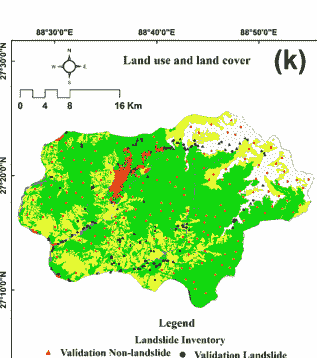 88°30'0"E 88°40'0"E 88°50'0"E
Land use and land cover (k)
N
W E
S
0 4 8 16 Km
27°30'0"N
27°20'0"N
27°10'0"N
Legend
Landslide Inventory
Validation Non-landslide Validation Landslide